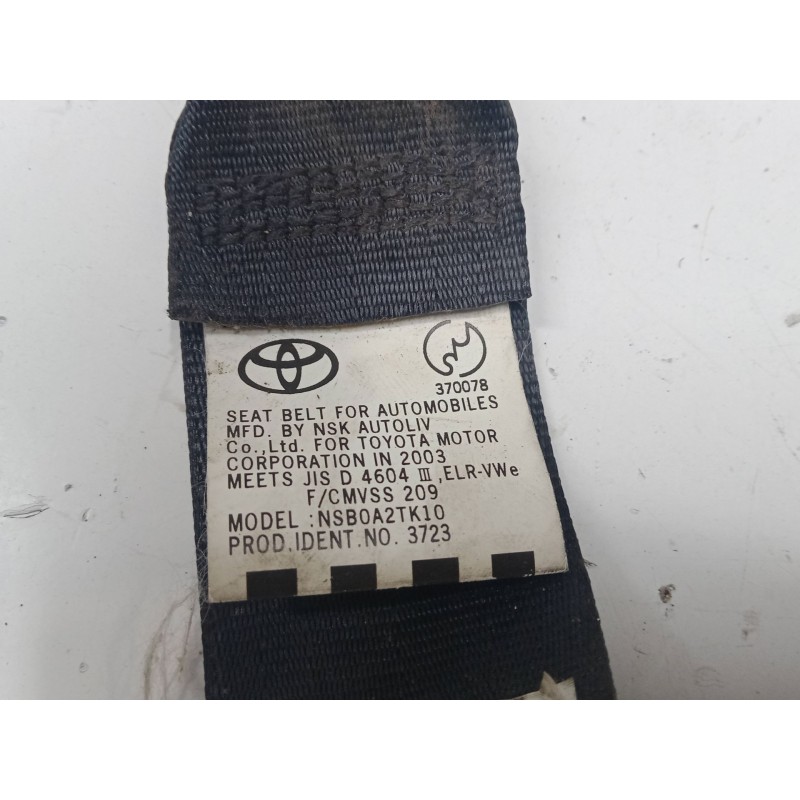 370078
SEAT BELT FOR AUTOMOBILES
MFD. BY NSK AUTOLIV
Co.,Ltd. FOR TOYOTA MOTOR
CORPORATION IN 2003
MEETS JIS D 4604 Ⅲ,ELR-VWe
F/CMVSS 209
MODEL :NSB0A2TK10
PROD.IDENT.NO. 3723